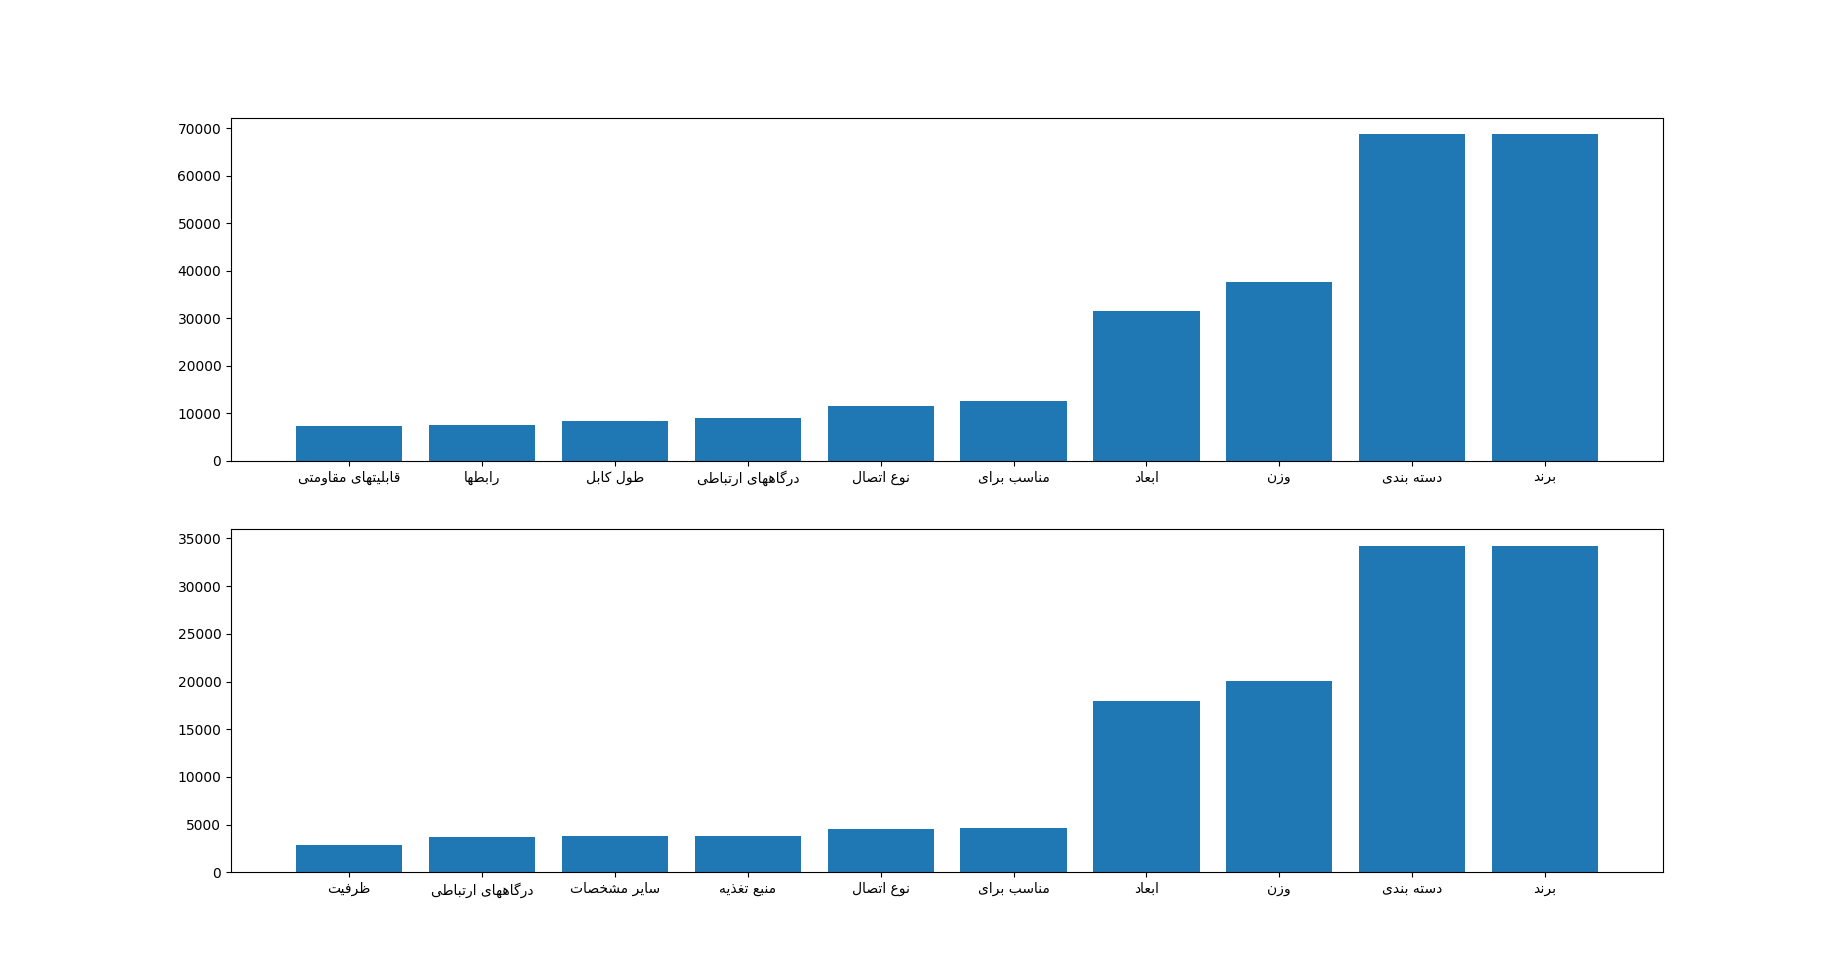 70000
60000
50000
40000
30000
20000
10000
0
قابلیتهای مقاومتی
رابطها
طول کابل
درگاههای ارتباطی
نوع اتصال
مناسب برای
ابعاد
وزن
دسته بندی
برند
35000
30000
25000
20000
15000
10000
5000
0
ظرفیت
درگاههای ارتباطی
سایر مشخصات
منبع تغذیه
نوع اتصال
مناسب برای
ابعاد
وزن
دسته بندی
برند